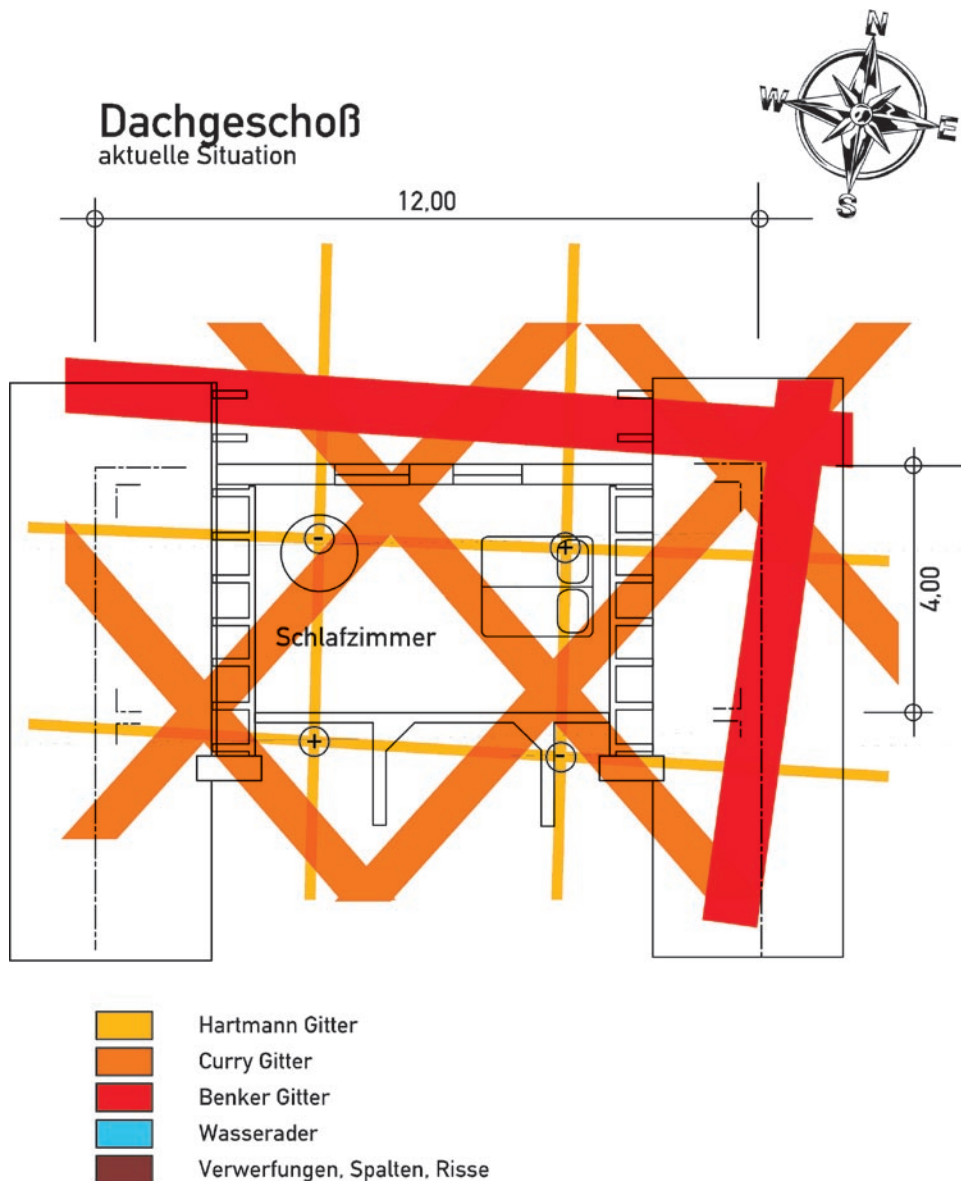 N
W
E
S
Dachgeschoß
aktuelle Situation
12,00
-
+
4,00
Schlafzimmer
+
-
Hartmann Gitter
Curry Gitter
Benker Gitter
Wasserader
Verwerfungen, Spalten, Risse